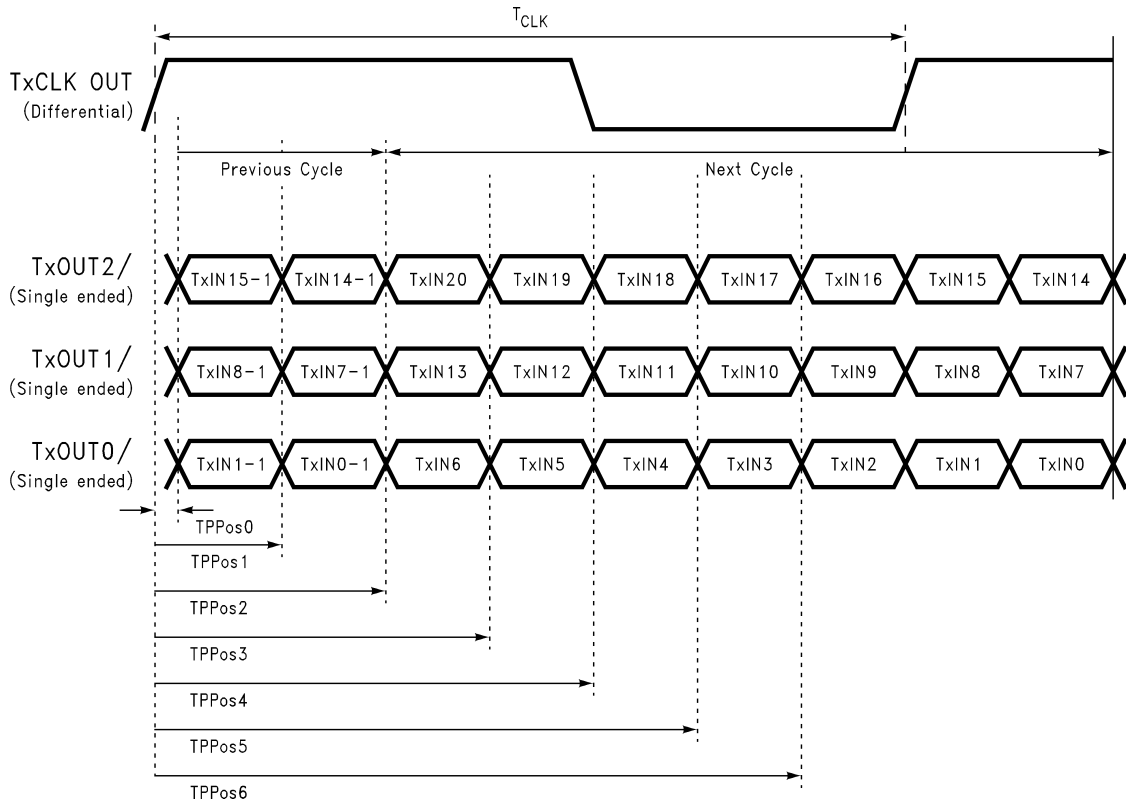 TCLK
TxCLK OUT
(Differential)
Previous Cycle
Next Cycle
TxOUT2/
(Single ended)
TxIN15-1
TxIN14-1
TxIN20
TxIN19
TxIN18
TxIN17
TxIN16
TxIN15
TxIN14
TxOUT1/
(Single ended)
TxIN8-1
TxIN7-1
TxIN13
TxIN12
TxIN11
TxIN10
TxIN9
TxIN8
TxIN7
TxOUT0/
(Single ended)
TxIN1-1
TxIN0-1
TxIN6
TxIN5
TxIN4
TxIN3
TxIN2
TxIN1
TxIN0
TPPos0
TPPos1
TPPos2
TPPos3
TPPos4
TPPos5
TPPos6